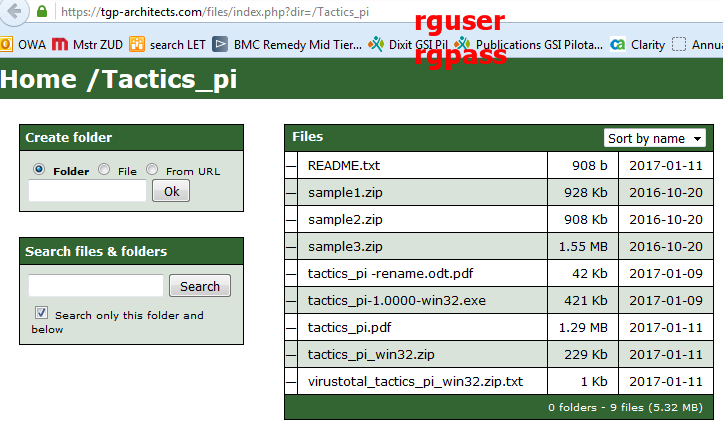 https://tgp-architects.com/files/index.php?dir=/Tactics_pi
rguser
rgpass
OWA Mstr ZUD search LET BMC Remedy Mid Tier... Dixit GSI Pil Publications GSI Pilota... Clarity Annua
Home /Tactics_pi
Create folder
Folder File From URL
Ok
Search files & folders
Search
Search only this folder and
below
Files Sort by name
README.txt 908 b 2017-01-11
sample1.zip 928 Kb 2016-10-20
sample2.zip 908 Kb 2016-10-20
sample3.zip 1.55 MB 2016-10-20
tactics_pi -rename.odt.pdf 42 Kb 2017-01-09
tactics_pi-1.0000-win32.exe 421 Kb 2017-01-09
tactics_pi.pdf 1.29 MB 2017-01-11
tactics_pi_win32.zip 229 Kb 2017-01-11
virustotal_tactics_pi_win32.zip.txt 1 Kb 2017-01-11
0 folders - 9 files (5.32 MB)